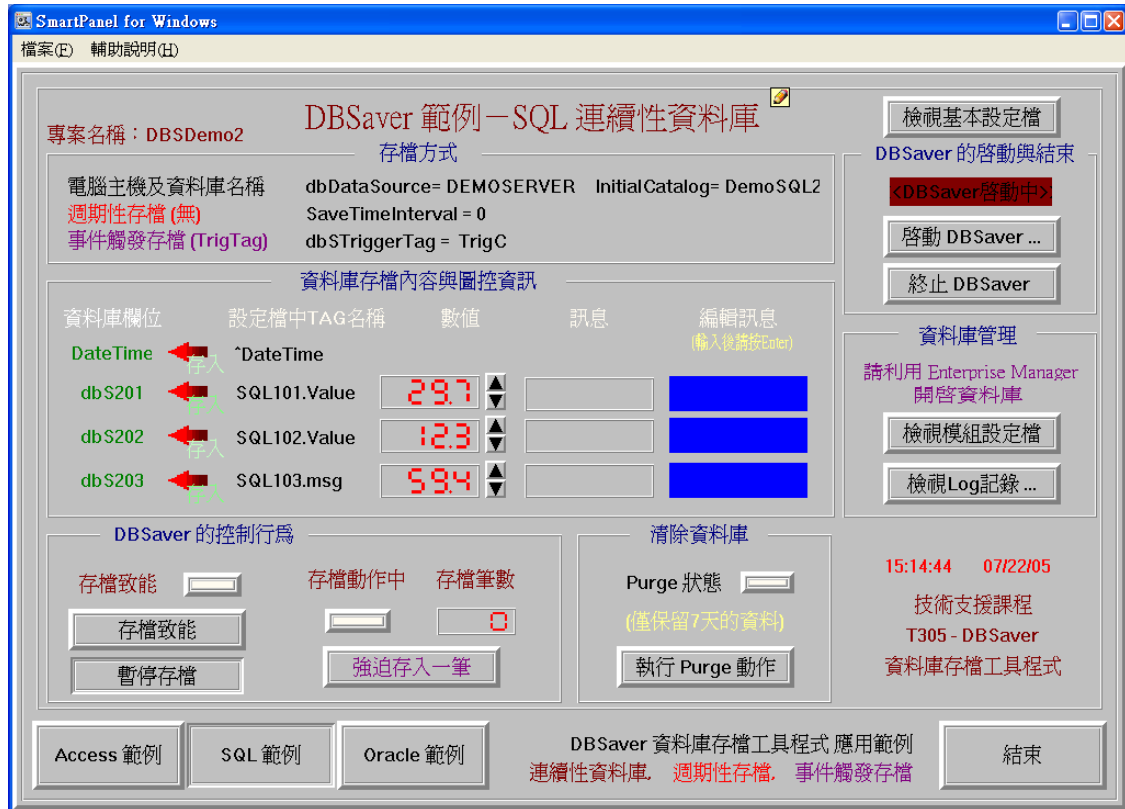 SmartPanel for Windows
檔案(F) 輔助說明(H)
DBSaver 範例－SQL 連續性資料庫
專案名稱：DBSDemo2
檢視基本設定檔
存檔方式
電腦主機及資料庫名稱 dbDataSource= DEMOSERVER InitialCatalog= DemoSQL2
週期性存檔 (無) SaveTimeInterval = 0
事件觸發存檔 (TrigTag) dbSTriggerTag = TrigC
DBSaver 的啓動與結束
<DBSaver啓動中>
啓動 DBSaver ...
終止 DBSaver
資料庫存檔內容與圖控資訊
資料庫欄位 設定檔中TAG名稱 數值 訊息 編輯訊息
(輸入後請按Enter)
DateTime 存入 ^DateTime
dbS201 存入 SQL101.Value 29.7
dbS202 存入 SQL102.Value 12.3
dbS203 存入 SQL103.msg 59.4
資料庫管理
請利用 Enterprise Manager
開啓資料庫
檢視模組設定檔
檢視Log記錄 ...
DBSaver 的控制行爲
存檔致能 存檔動作中 存檔筆數
0
存檔致能
暫停存檔
強迫存入一筆
清除資料庫
Purge 狀態
(僅保留7天的資料)
執行 Purge 動作
15:14:44 07/22/05
技術支援課程
T305 - DBSaver
資料庫存檔工具程式
Access 範例 SQL 範例 Oracle 範例
DBSaver 資料庫存檔工具程式 應用範例
連續性資料庫, 週期性存檔, 事件觸發存檔
結束